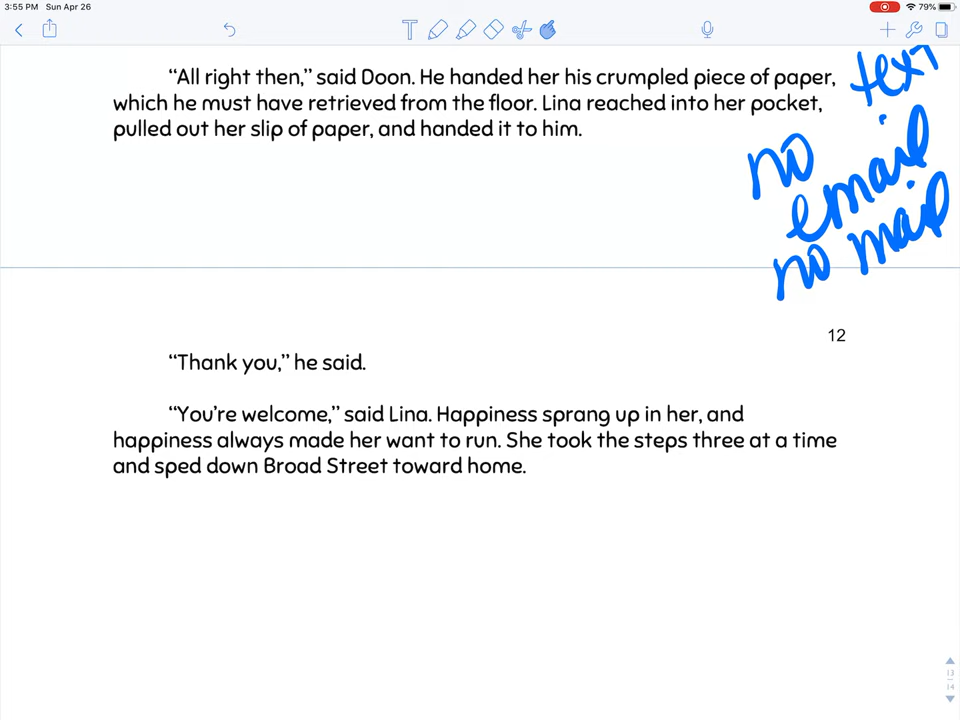 3:55 PM Sun Apr 26
79%
“All right then,” said Doon. He handed her his crumpled piece of paper,
which he must have retrieved from the floor. Lina reached into her pocket,
pulled out her slip of paper, and handed it to him.
text
no
email
no mail
12
“Thank you,” he said.
“You’re welcome,” said Lina. Happiness sprang up in her, and
happiness always made her want to run. She took the steps three at a time
and sped down Broad Street toward home.
13
14